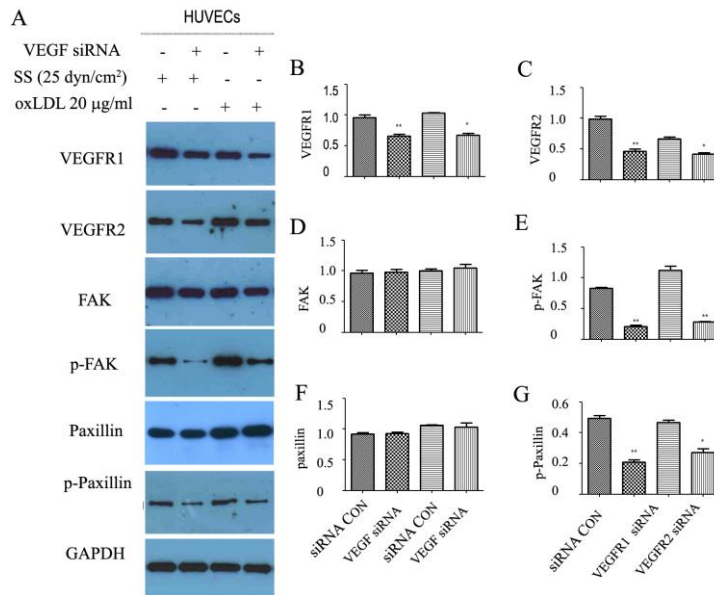 A
HUVECs
VEGF siRNA - + - +
SS (25 dyn/cm²) + + - -
oxLDL 20 µg/ml - - + +
VEGFR1
VEGFR2
FAK
p-FAK
Paxillin
p-Paxillin
GAPDH
B
VEGFR1
1.5
1.0
0.5
0
**
*
C
VEGFR2
1.5
1.0
0.5
0
**
*
D
FAK
1.5
1.0
0.5
0
E
p-FAK
1.5
1.0
0.5
0
**
**
F
paxillin
1.5
1.0
0.5
0
siRNA CON
VEGF siRNA
siRNA CON
VEGF siRNA
G
p-Paxillin
0.6
0.4
0.2
0
**
*
siRNA CON
VEGFR1 siRNA
VEGFR2 siRNA